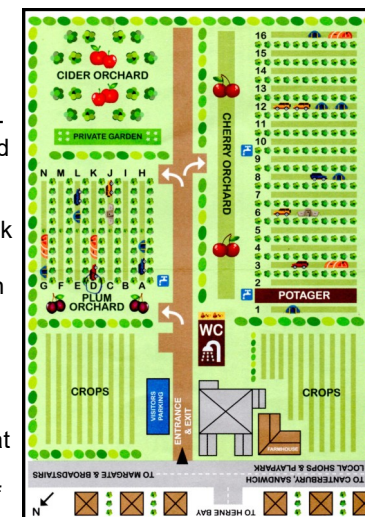 16
15
14
13
12
11
10
9
8
7
6
5
4
3
2
1
CIDER ORCHARD
PRIVATE GARDEN
N M L K J I H
G F E D C B A
PLUM
ORCHARD
CHERRY ORCHARD
POTAGER
WC
CROPS
VISITORS
PARKING
ENTRANCE
& EXIT
FARMHOUSE
CROPS
TO MARGATE & BROADSTAIRS
TO HERNE BAY
TO CANTERBURY, SANDWICH
LOCAL SHOPS & PLAYPARK
N